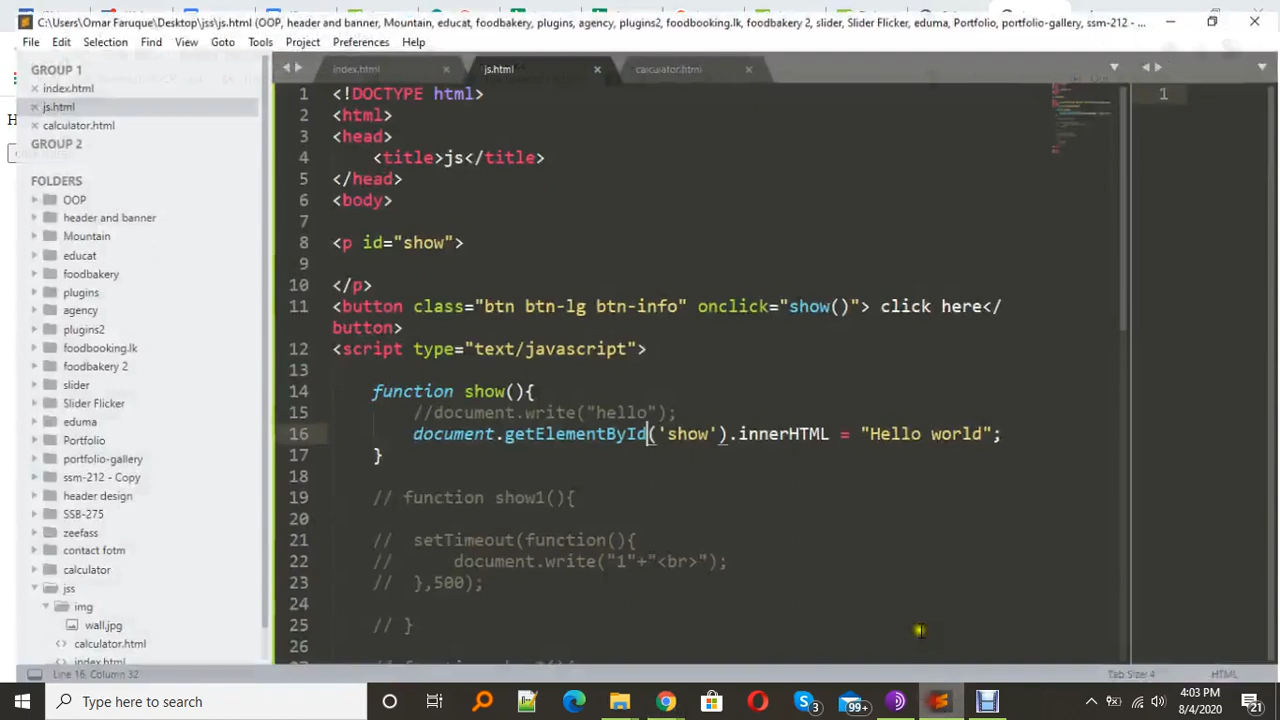 C:\Users\Omar Faruque\Desktop\jss\js.html (OOP, header and banner, Mountain, educat, foodbakery, plugins, agency, plugins2, foodbooking.lk, foodbakery 2, slider, Slider Flicker, eduma, Portfolio, portfolio-gallery, ssm-212 - ...
File Edit Selection Find View Goto Tools Project Preferences Help
GROUP 1
index.html
js.html
calculator.html
GROUP 2
FOLDERS
OOP
header and banner
Mountain
educat
foodbakery
plugins
agency
plugins2
foodbooking.lk
foodbakery 2
slider
Slider Flicker
eduma
Portfolio
portfolio-gallery
ssm-212 - Copy
header design
SSB-275
zeefass
contact fotm
calculator
jss
img
wall.jpg
calculator.html
index.html
index.html js.html calculator.html
1 <!DOCTYPE html>
2 <html>
3 <head>
4 <title>js</title>
5 </head>
6 <body>
7
8 <p id="show">
9
10 </p>
11 <button class="btn btn-lg btn-info" onclick="show()"> click here</
button>
12 <script type="text/javascript">
13
14 function show(){
15 //document.write("hello");
16 document.getElementById('show').innerHTML = "Hello world";
17 }
18
19 // function show1(){
20
21 // setTimeout(function(){
22 // document.write("1"+"<br>");
23 // },500);
24
25 // }
26
1
Line 16, Column 32 Tab Size: 4 HTML
Type here to search 3 99+ 4:03 PM
8/4/2020 21